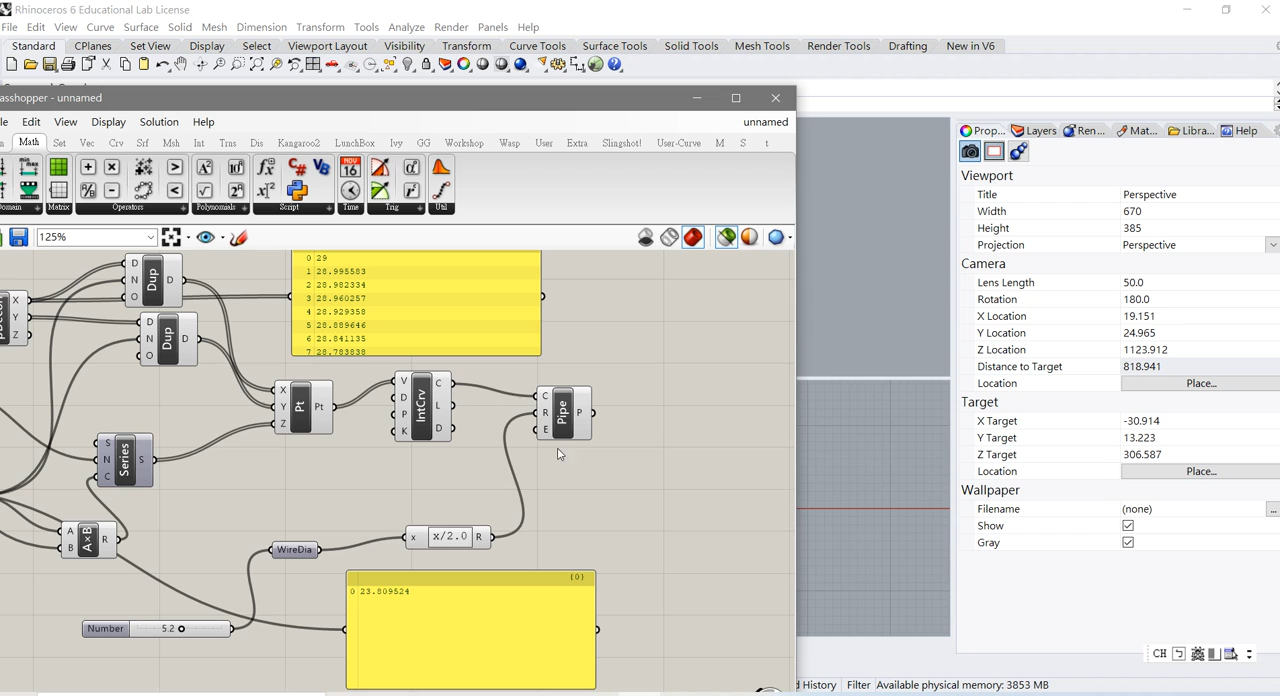 Rhinoceros 6 Educational Lab License
File Edit View Curve Surface Solid Mesh Dimension Transform Tools Analyze Render Panels Help
Standard CPlanes Set View Display Select Viewport Layout Visibility Transform Curve Tools Surface Tools Solid Tools Mesh Tools Render Tools Drafting New in V6
asshopper - unnamed
le Edit View Display Solution Help unnamed
Math Set Vec Crv Srf Msh Int Trns Dis Kangaroo2 LunchBox Ivy GG Workshop Wasp User Extra Slingshot! User-Curve M S t
Domain Matrix Operators Polynomials Script Time Trig Util
125%
X
Y
Z
D
N Dup D
O
D
N Dup D
O
0 29
1 28.995583
2 28.982334
3 28.960257
4 28.929358
5 28.889646
6 28.841135
7 28.783838
X
Y Pt Pt
Z
V C
D IntCrv L
P D
K
C
R Pipe P
E
S
N Series S
C
A A×B R
B
WireDia
x x/2.0 R
Number 5.2
{0}
0 23.809524
Prop... Layers Ren... Mat... Libra... Help
Viewport
Title Perspective
Width 670
Height 385
Projection Perspective
Camera
Lens Length 50.0
Rotation 180.0
X Location 19.151
Y Location 24.965
Z Location 1123.912
Distance to Target 818.941
Location Place...
Target
X Target -30.914
Y Target 13.223
Z Target 306.587
Location Place...
Wallpaper
Filename (none) ...
Show
Gray
CH
d History Filter Available physical memory: 3853 MB